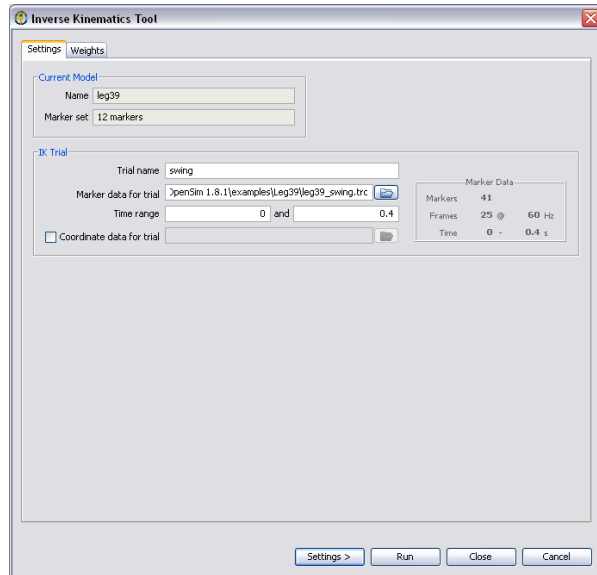 Inverse Kinematics Tool
Settings Weights
Current Model
Name leg39
Marker set 12 markers
IK Trial
Trial name swing
Marker data for trial OpenSim 1.8.1\examples\Leg39\leg39_swing.trc
Time range 0 and 0.4
Coordinate data for trial
Marker Data
Markers 41
Frames 25 @ 60 Hz
Time 0 - 0.4 s
Settings > Run Close Cancel